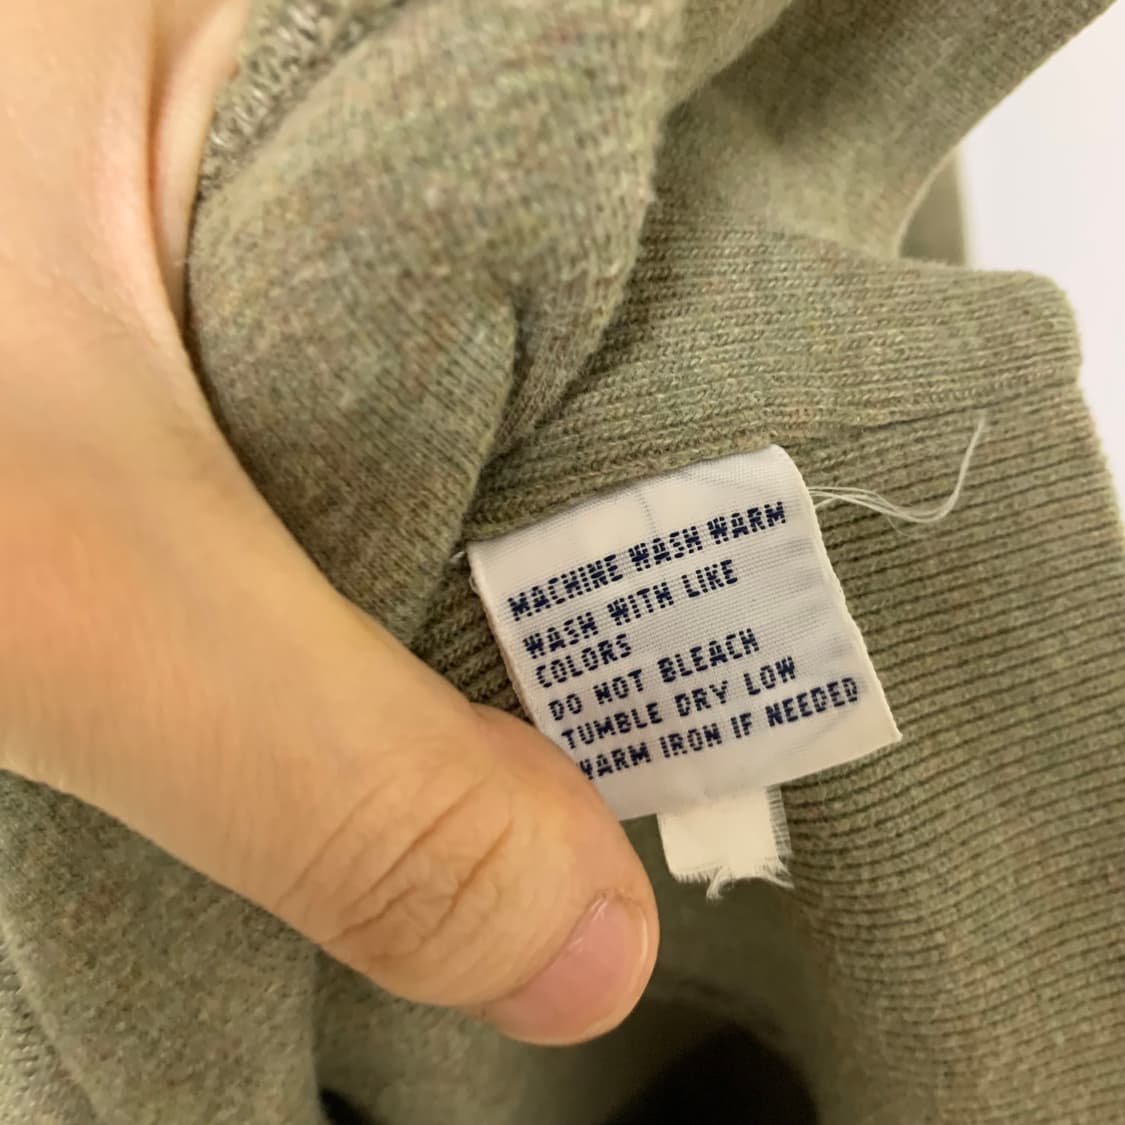 MACHINE WASH WARM
WASH WITH LIKE
COLORS
DO NOT BLEACH
TUMBLE DRY LOW
WARM IRON IF NEEDED